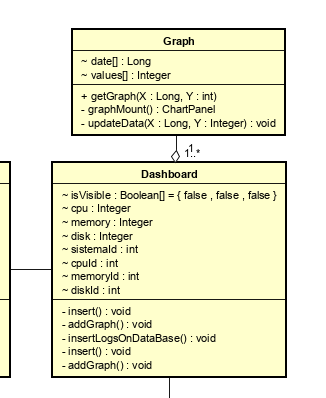 Graph
~ date[] : Long
~ values[] : Integer
+ getGraph(X : Long, Y : int)
- graphMount() : ChartPanel
- updateData(X : Long, Y : Integer) : void
1
1..*
Dashboard
~ isVisible : Boolean[] = { false , false , false }
~ cpu : Integer
~ memory : Integer
~ disk : Integer
~ sistemaId : int
~ cpuId : int
~ memoryId : int
~ diskId : int
- insert() : void
- addGraph() : void
- insertLogsOnDataBase() : void
- insert() : void
- addGraph() : void